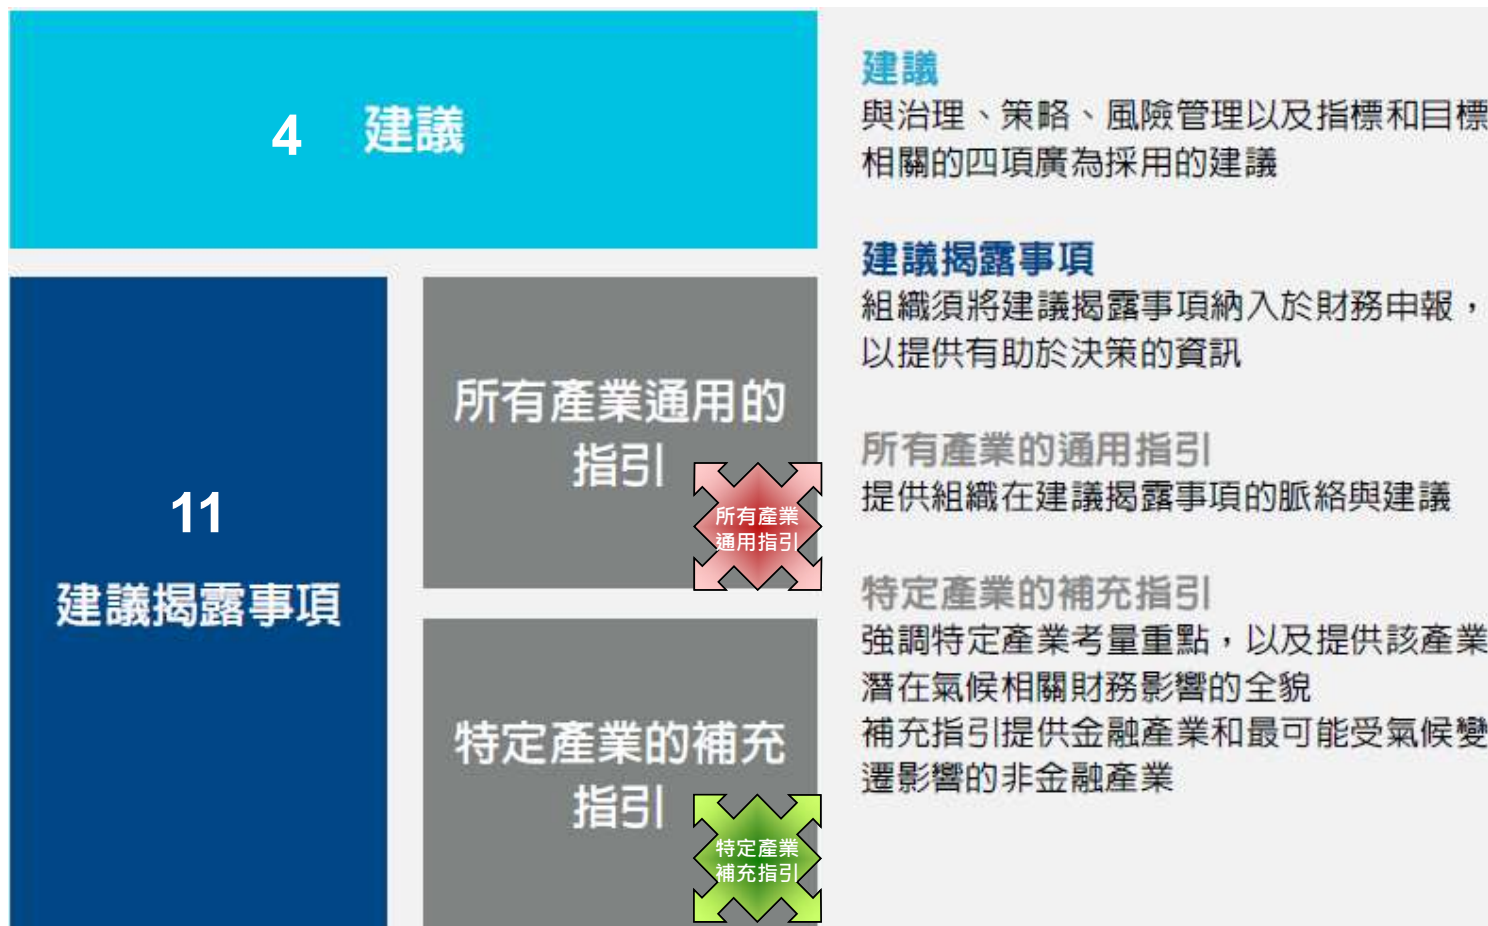 4 建議
11
建議揭露事項
所有產業通用的
指引
所有產業
通用指引
特定產業的補充
指引
特定產業
補充指引
建議
與治理、策略、風險管理以及指標和目標
相關的四項廣為採用的建議
建議揭露事項
組織須將建議揭露事項納入於財務申報，
以提供有助於決策的資訊
所有產業的通用指引
提供組織在建議揭露事項的脈絡與建議
特定產業的補充指引
強調特定產業考量重點，以及提供該產業
潛在氣候相關財務影響的全貌
補充指引提供金融產業和最可能受氣候變
遷影響的非金融產業